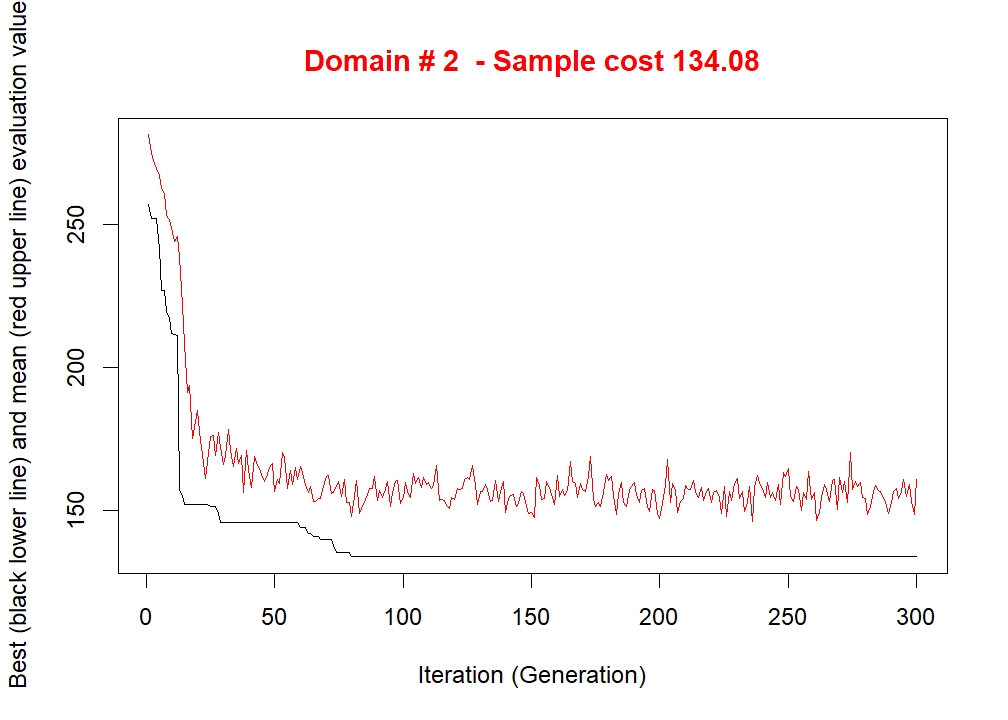 Domain # 2  - Sample cost 134.08
Best (black lower line) and mean (red upper line) evaluation value
250
200
150
0 50 100 150 200 250 300
Iteration (Generation)